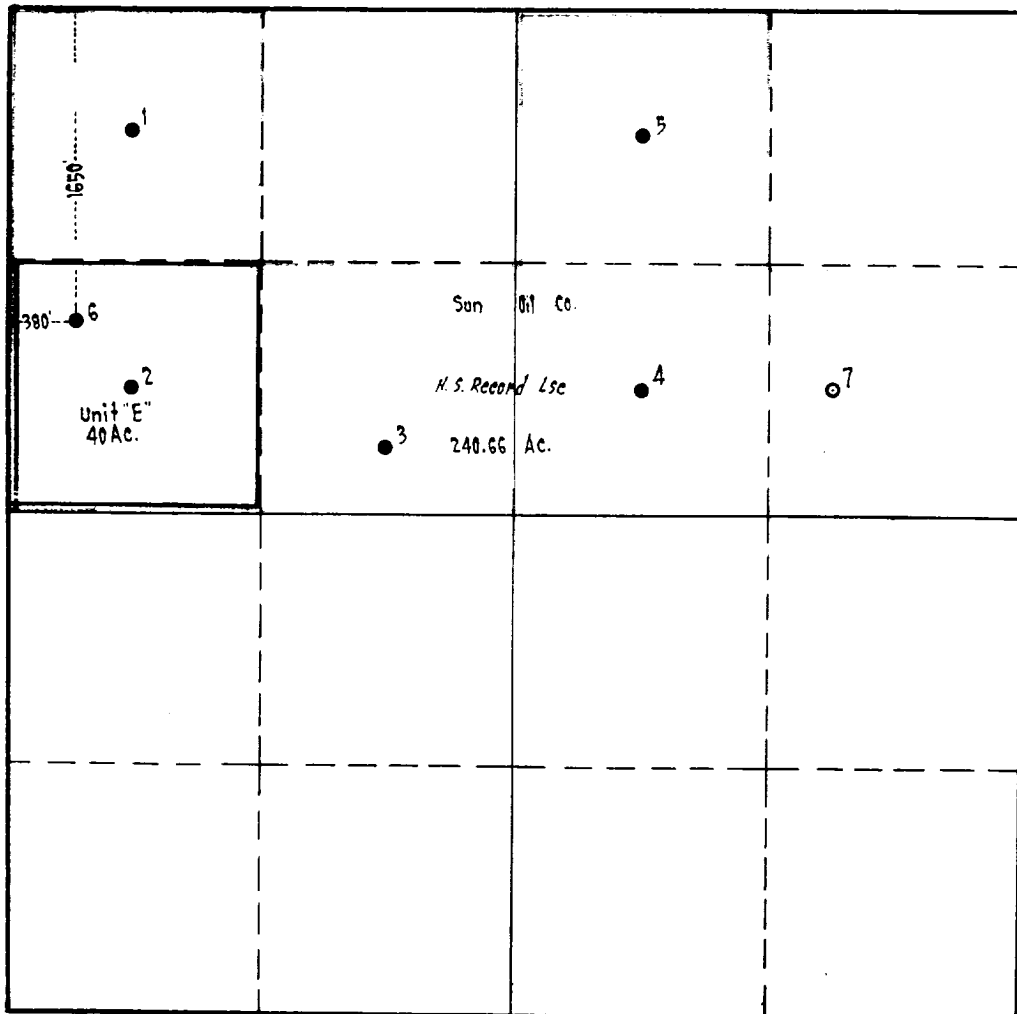 1
5
1650'
Sun Oil Co.
380'
6
2
H. S. Record Lse
4
7
Unit "E"
40 Ac.
3
240.66 Ac.